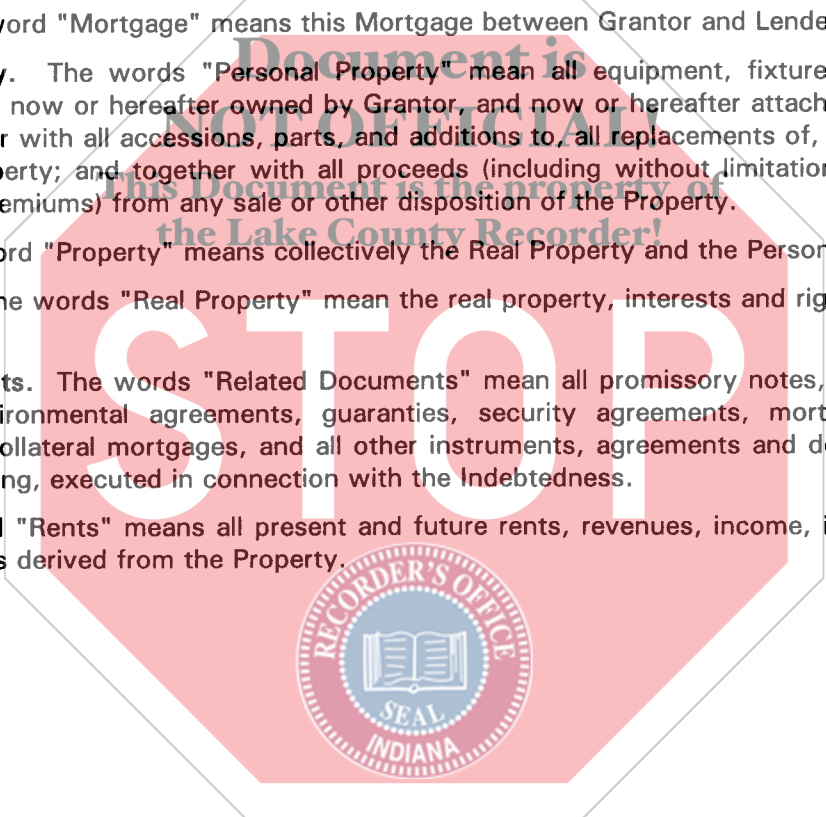 word "Mortgage" means this Mortgage between Grantor and Lende
Document is
y. The words "Personal Property" mean all equipment, fixture
now or hereafter owned by Grantor, and now or hereafter attach
NOT OFFICIAL!
r with all accessions, parts, and additions to, all replacements of,
perty; and together with all proceeds (including without limitation
This Document is the property of
emiums) from any sale or other disposition of the Property.
the Lake County Recorder!
ord "Property" means collectively the Real Property and the Person
he words "Real Property" mean the real property, interests and rig
STOP
ts. The words "Related Documents" mean all promissory notes,
ironmental agreements, guaranties, security agreements, mort
ollateral mortgages, and all other instruments, agreements and d
ng, executed in connection with the Indebtedness.
"Rents" means all present and future rents, revenues, income, i
s derived from the Property.
RECORDER'S OFFICE
SEAL
INDIANA